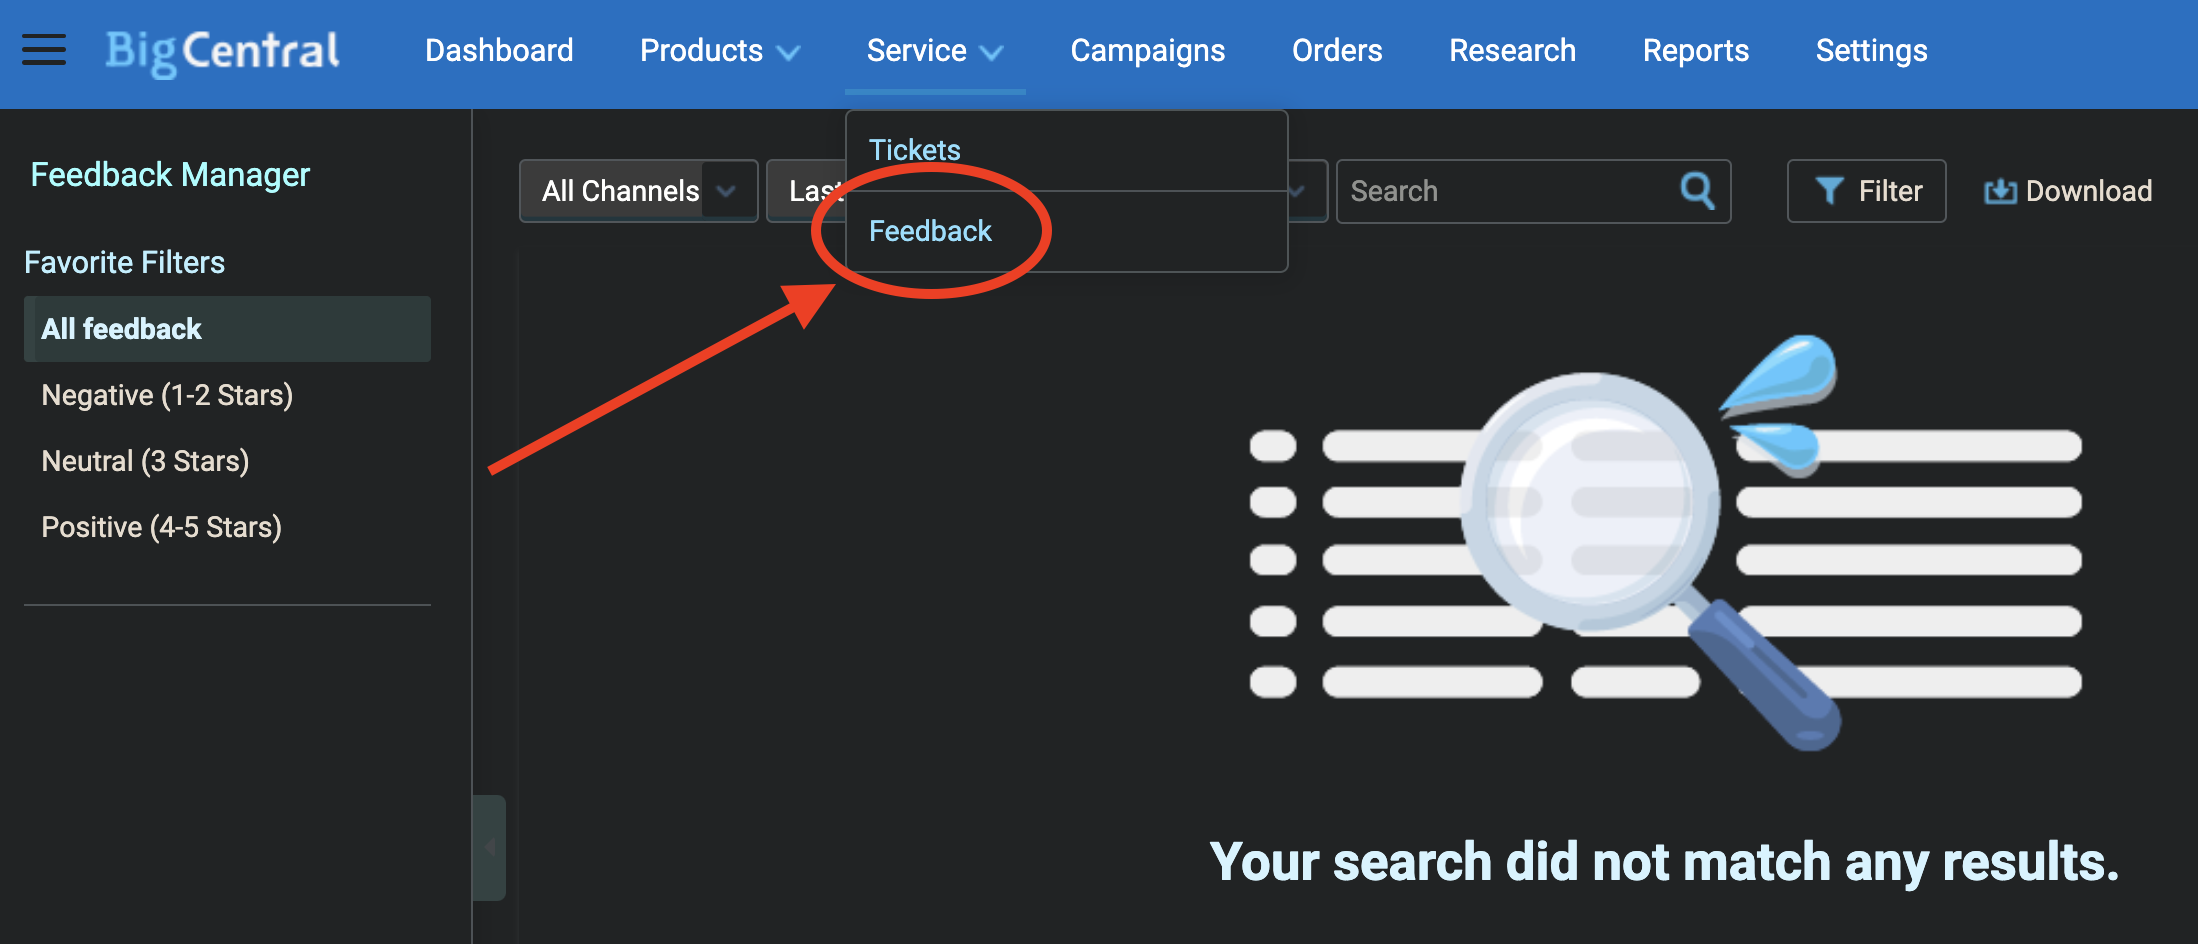 BigCentral Dashboard Products Service Campaigns Orders Research Reports Settings
Tickets
Feedback
Feedback Manager
All Channels Last Search Filter Download
Favorite Filters
All feedback
Negative (1-2 Stars)
Neutral (3 Stars)
Positive (4-5 Stars)
Your search did not match any results.